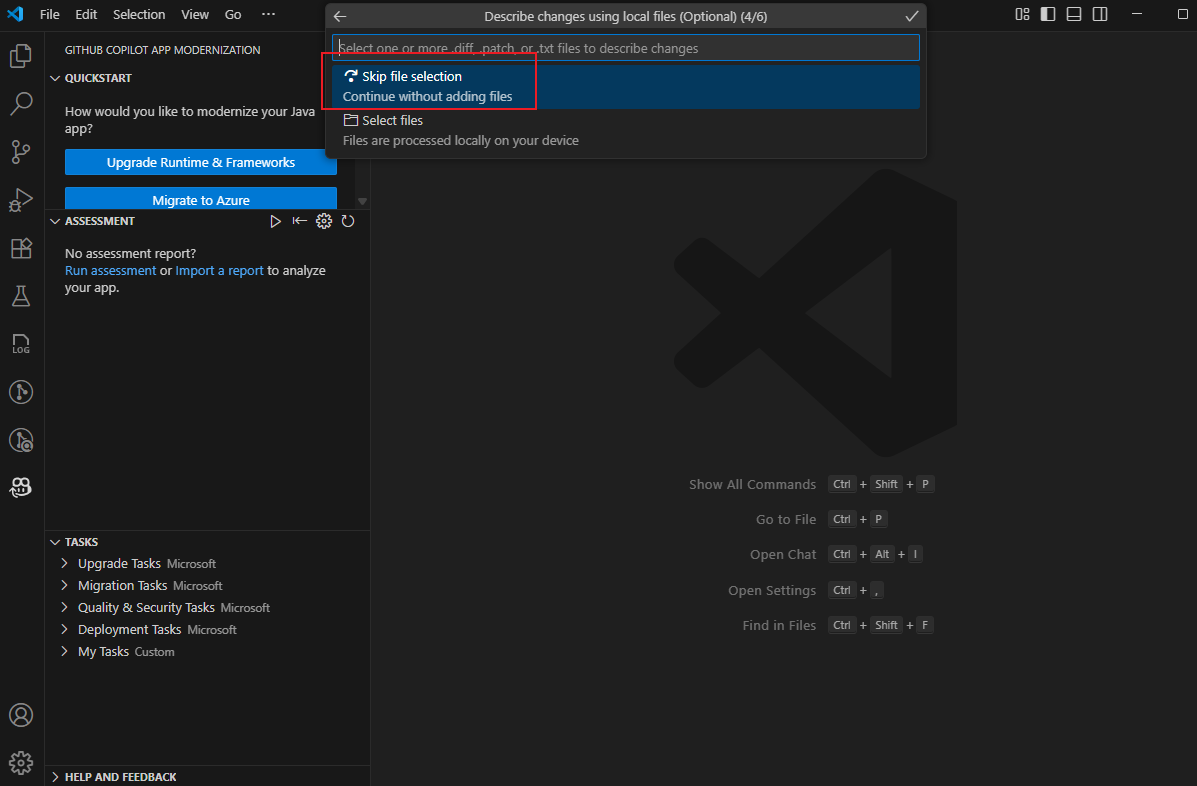 File Edit Selection View Go ···
Describe changes using local files (Optional) (4/6)
Select one or more .diff, .patch, or .txt files to describe changes
Skip file selection
Continue without adding files
Select files
Files are processed locally on your device
GITHUB COPILOT APP MODERNIZATION
QUICKSTART
How would you like to modernize your Java
app?
Upgrade Runtime & Frameworks
Migrate to Azure
ASSESSMENT
No assessment report?
Run assessment or Import a report to analyze
your app.
LOG
TASKS
Upgrade Tasks Microsoft
Migration Tasks Microsoft
Quality & Security Tasks Microsoft
Deployment Tasks Microsoft
My Tasks Custom
HELP AND FEEDBACK
Show All Commands Ctrl + Shift + P
Go to File Ctrl + P
Open Chat Ctrl + Alt + I
Open Settings Ctrl + ,
Find in Files Ctrl + Shift + F